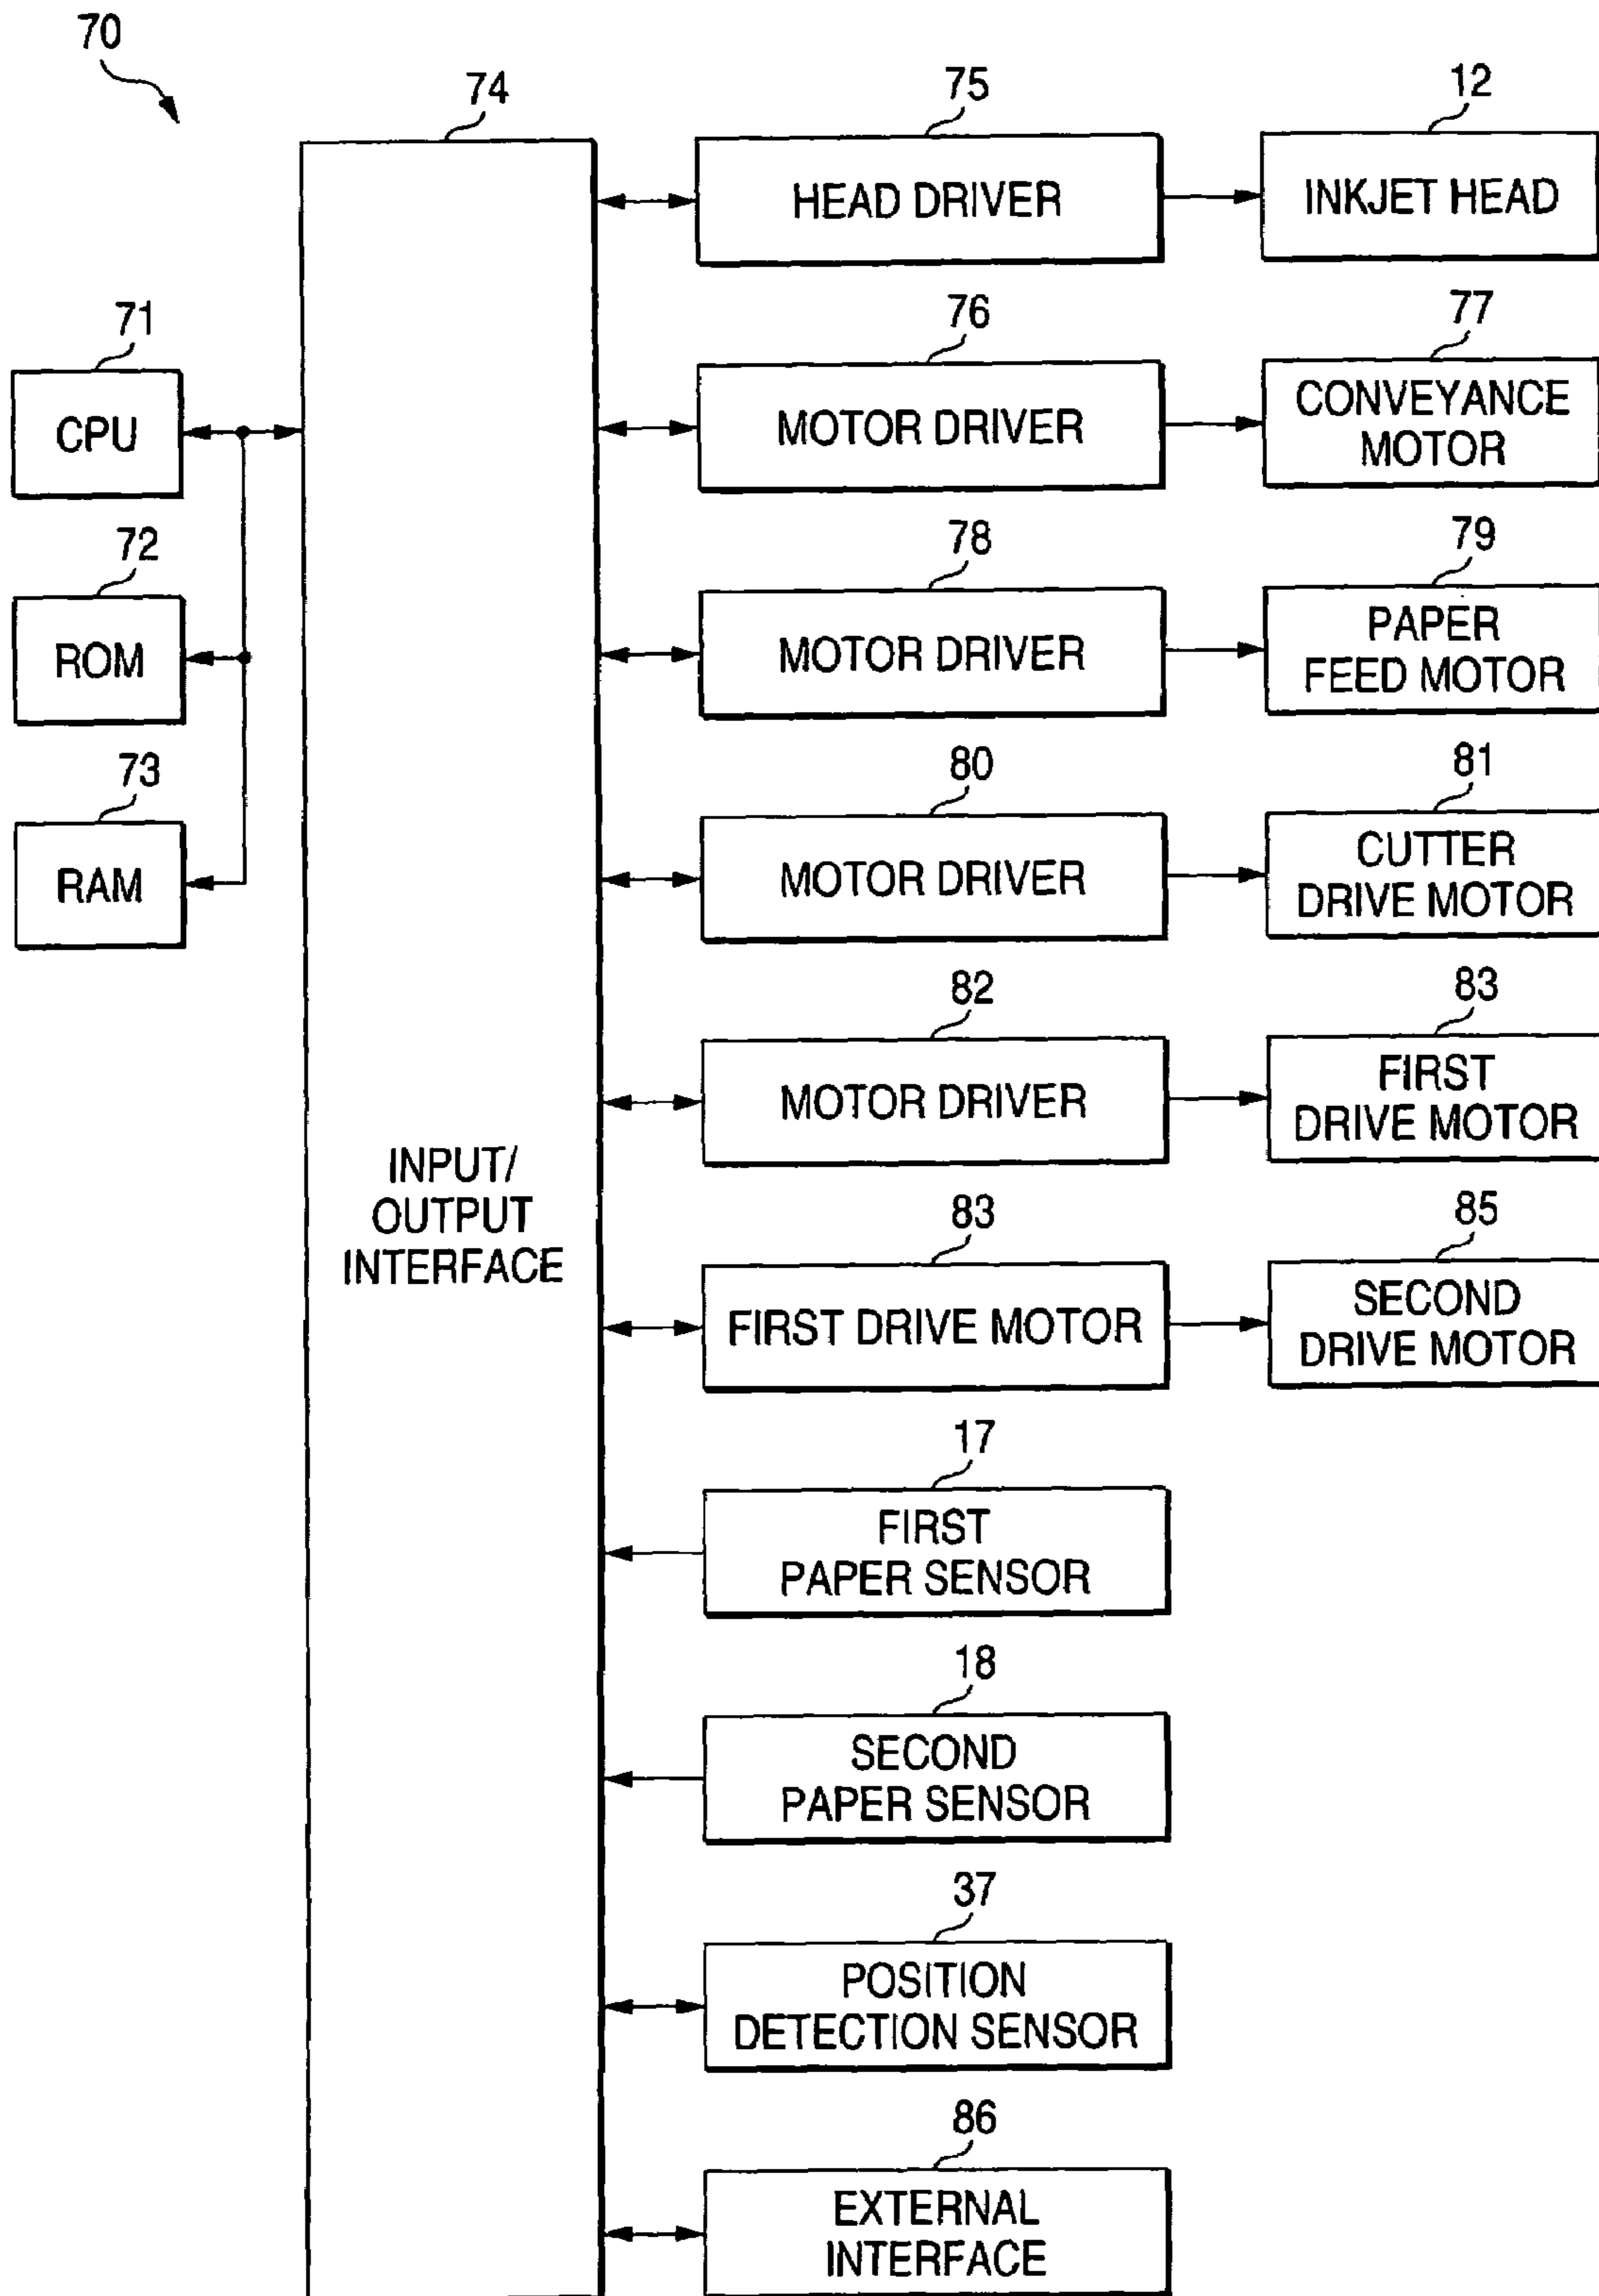 70
74
75
12
HEAD DRIVER
INKJET HEAD
71
76
77
CPU
MOTOR DRIVER
CONVEYANCE
MOTOR
72
78
79
ROM
MOTOR DRIVER
PAPER
FEED MOTOR
73
80
81
RAM
MOTOR DRIVER
CUTTER
DRIVE MOTOR
82
83
MOTOR DRIVER
FIRST
DRIVE MOTOR
INPUT/
OUTPUT
INTERFACE
83
85
FIRST DRIVE MOTOR
SECOND
DRIVE MOTOR
17
FIRST
PAPER SENSOR
18
SECOND
PAPER SENSOR
37
POSITION
DETECTION SENSOR
86
EXTERNAL
INTERFACE